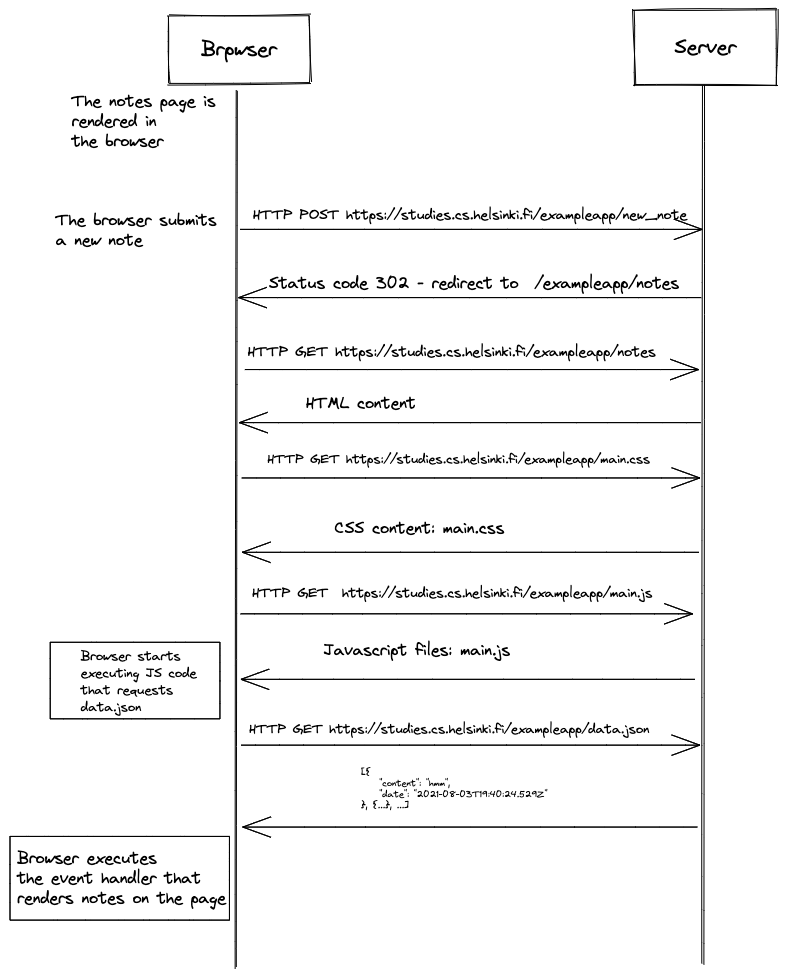 Browser
Server
The notes page is
rendered in
the browser
The browser submits
a new note
HTTP POST https://studies.cs.helsinki.fi/exampleapp/new_note
Status code 302 - redirect to /exampleapp/notes
HTTP GET https://studies.cs.helsinki.fi/exampleapp/notes
HTML content
HTTP GET https://studies.cs.helsinki.fi/exampleapp/main.css
CSS content: main.css
HTTP GET https://studies.cs.helsinki.fi/exampleapp/main.js
Javascript files: main.js
Browser starts
executing JS code
that requests
data.json
HTTP GET https://studies.cs.helsinki.fi/exampleapp/data.json
[{
"content": "hmm",
"date": "2021-08-03T19:40:24.529Z"
}, {...}, ...]
Browser executes
the event handler that
renders notes on the page